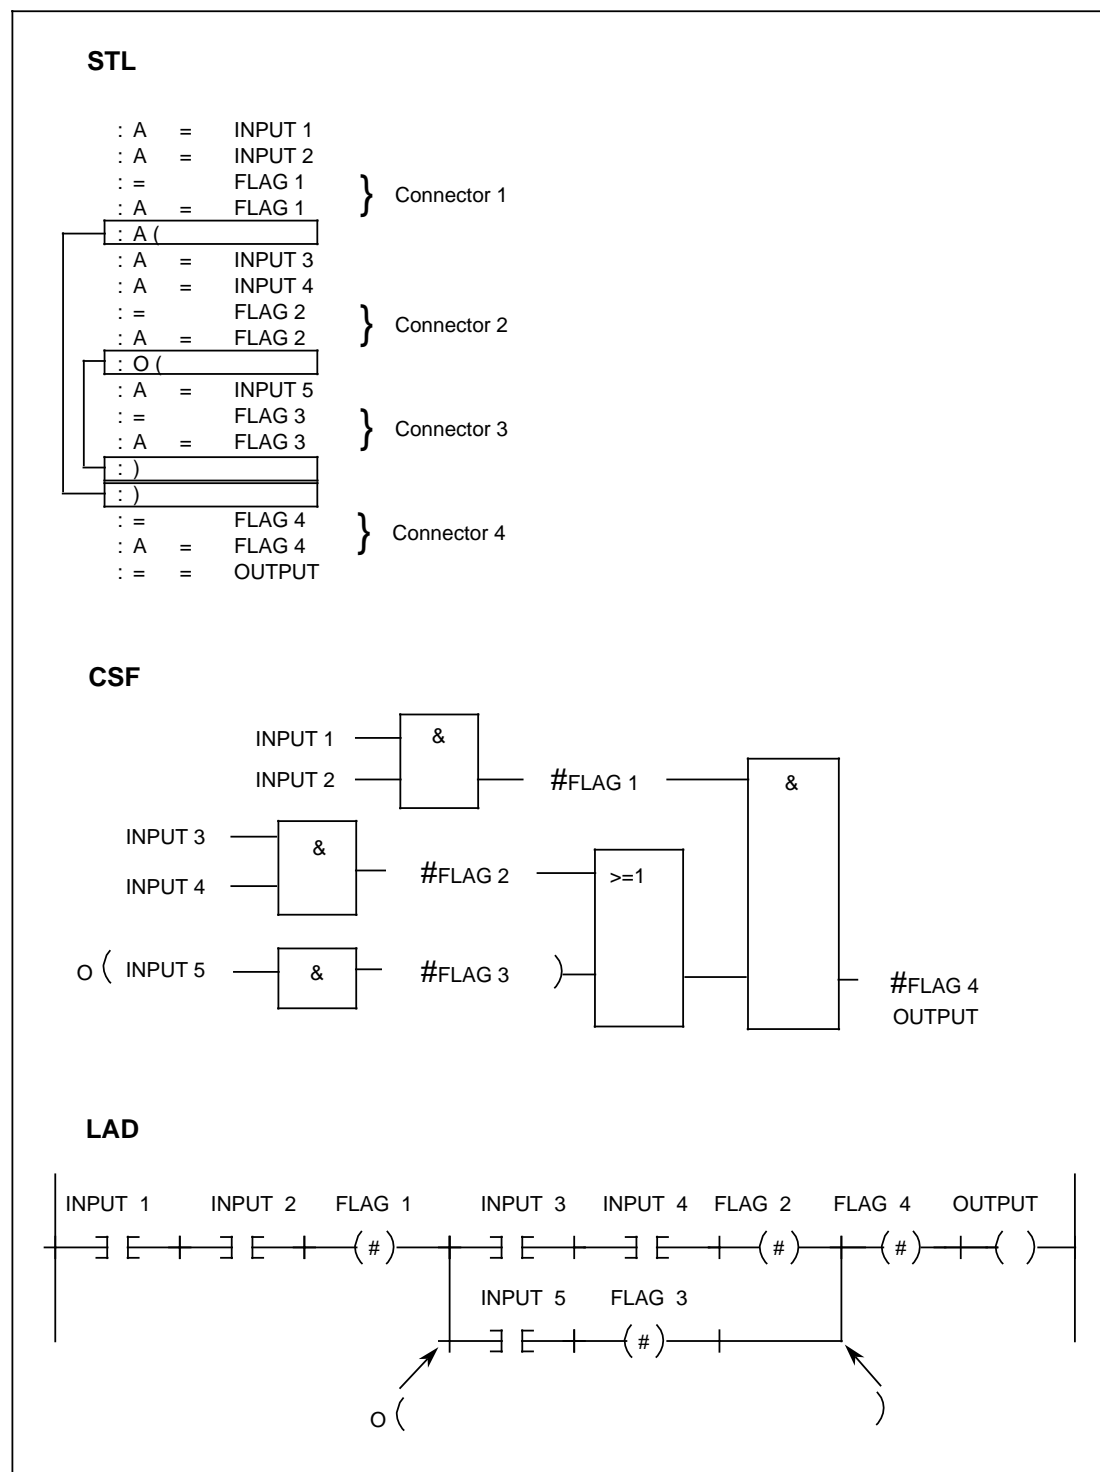 STL
: A = INPUT 1
: A = INPUT 2
: = FLAG 1
: A = FLAG 1
} Connector 1
: A (
: A = INPUT 3
: A = INPUT 4
: = FLAG 2
: A = FLAG 2
} Connector 2
: O (
: A = INPUT 5
: = FLAG 3
: A = FLAG 3
} Connector 3
: )
: )
: = FLAG 4
: A = FLAG 4
} Connector 4
: = = OUTPUT
CSF
INPUT 1
&
INPUT 2
#FLAG 1
&
INPUT 3
&
INPUT 4
#FLAG 2
>=1
O ( INPUT 5
&
#FLAG 3 )
#FLAG 4
OUTPUT
LAD
INPUT 1 INPUT 2 FLAG 1 INPUT 3 INPUT 4 FLAG 2 FLAG 4 OUTPUT
(#) (#) (#) ( )
INPUT 5 FLAG 3
(#)
O ( )